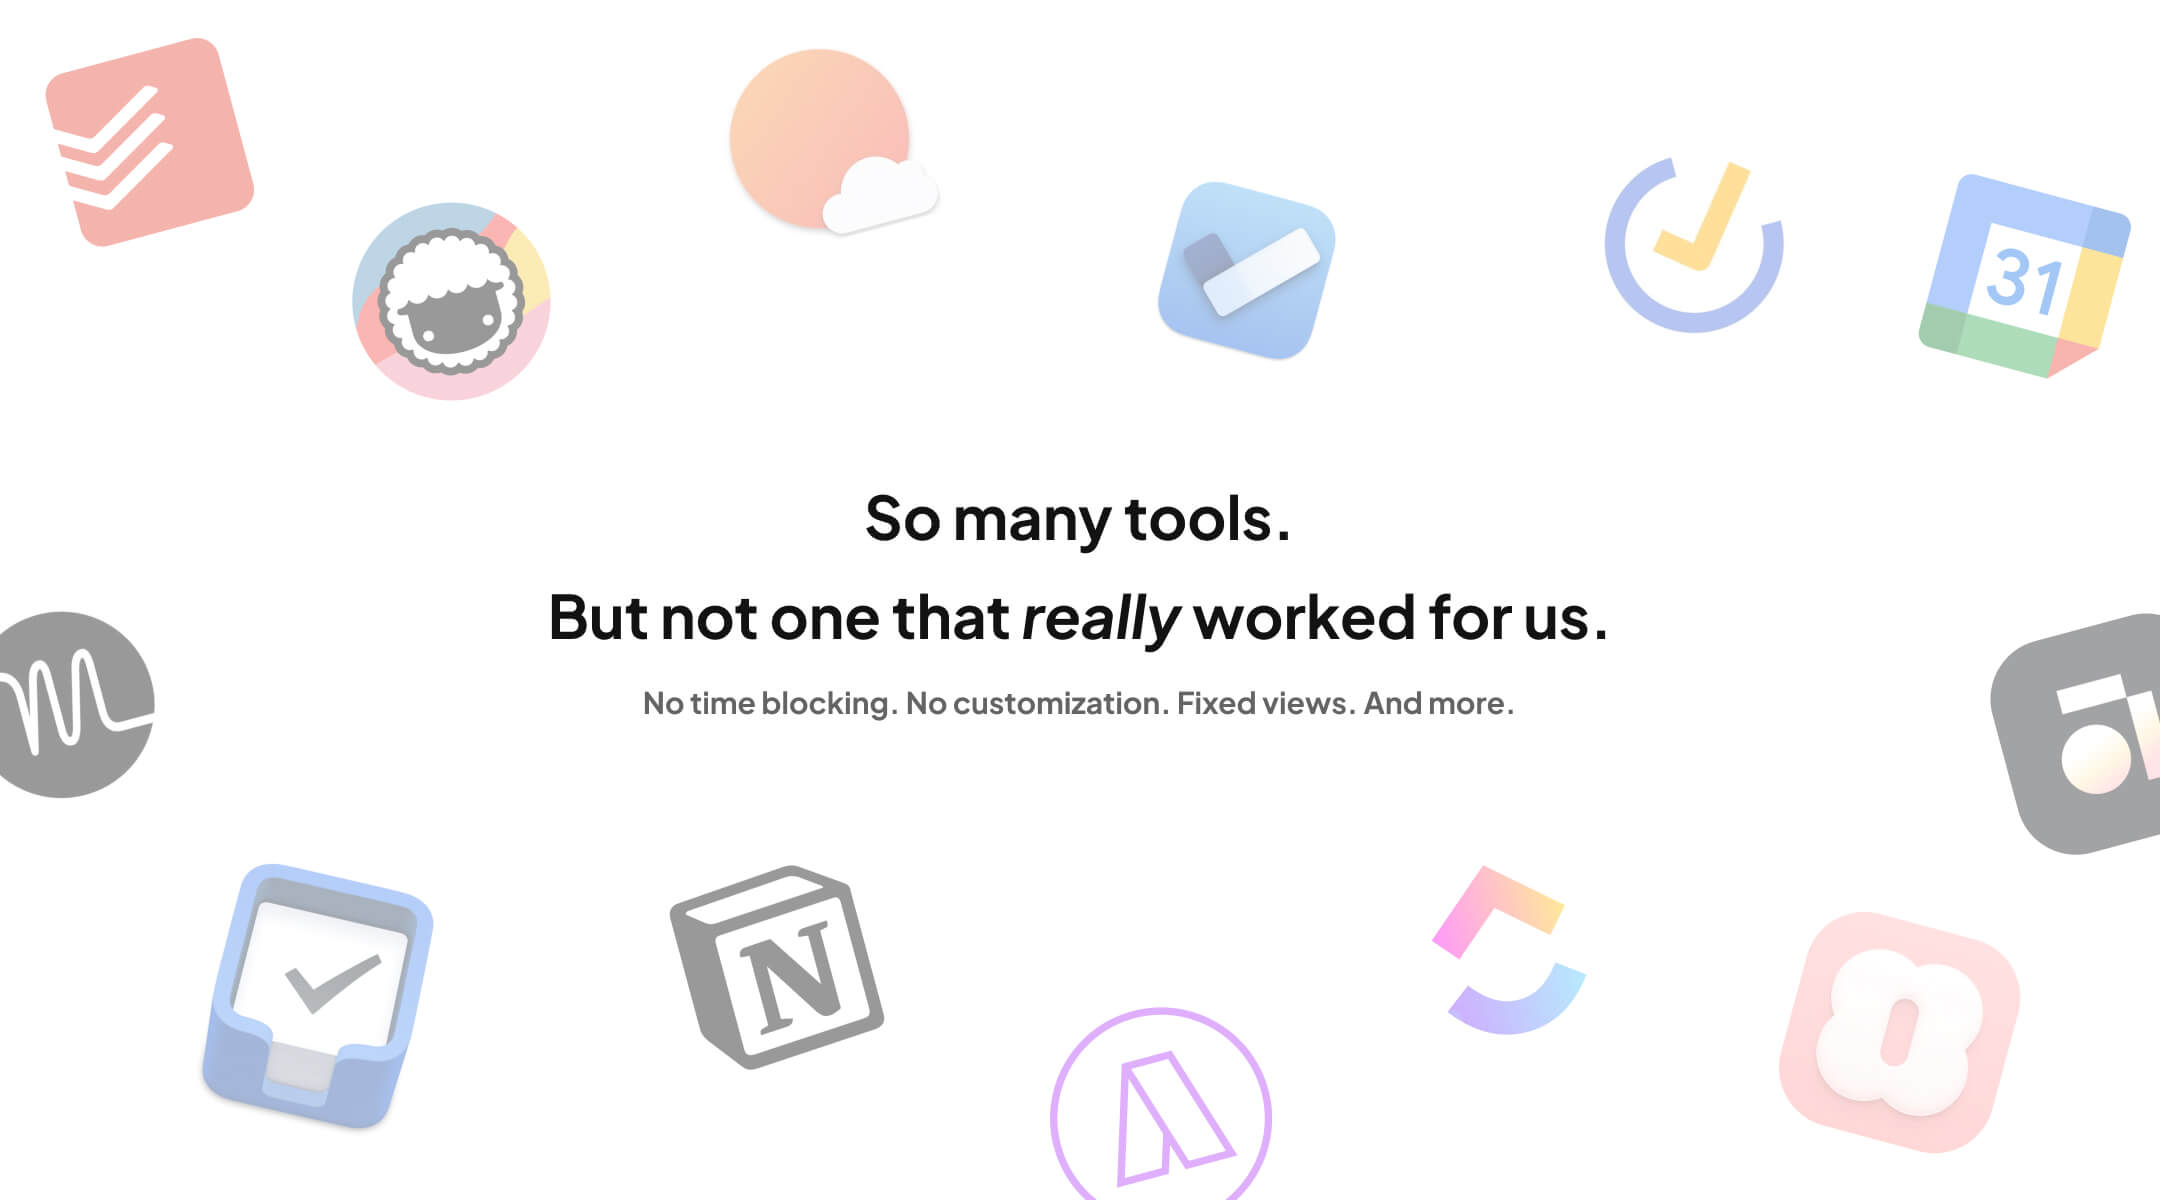 31
So many tools.
But not one that really worked for us.
No time blocking. No customization. Fixed views. And more.
N